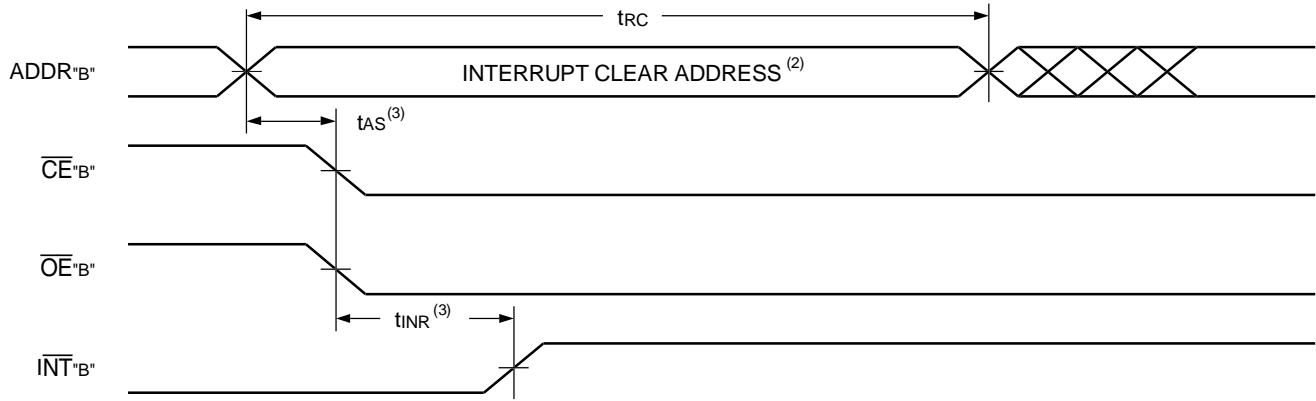 tRC
ADDR"B"
INTERRUPT CLEAR ADDRESS (2)
tAS(3)
CE"B"
OE"B"
tINR(3)
INT"B"